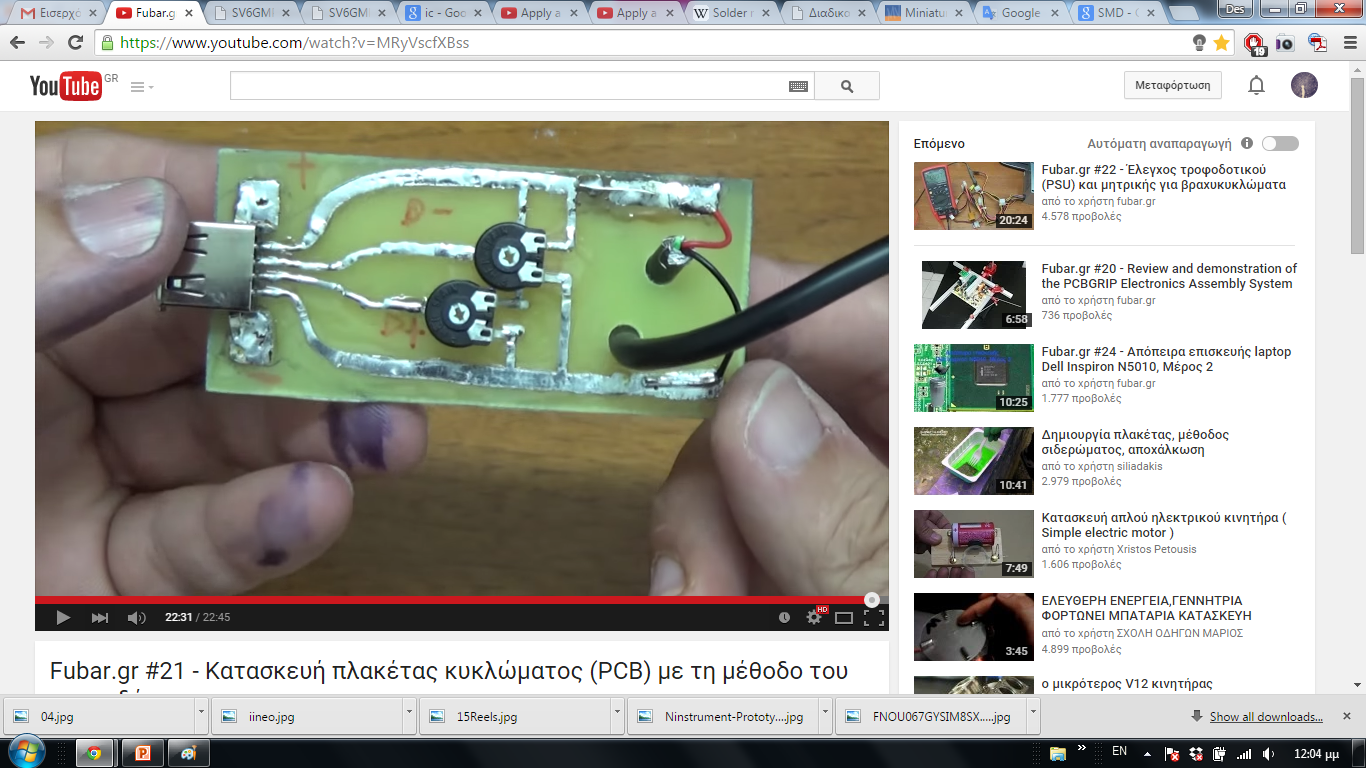 Εισερχό
Fubar.g
SV6GMI
SV6GMI
ic - Goo
Apply a
Apply a
Solder r
Διαδικο
Miniatur
Google
SMD - G
Des
https://www.youtube.com/watch?v=MRyVscfXBss
19
YouTube GR
Μεταφόρτωση
+
D-
D+
-
22:31 / 22:45
HD
Fubar.gr #21 - Κατασκευή πλακέτας κυκλώματος (PCB) με τη μέθοδο του
Επόμενο
Αυτόματη αναπαραγωγή
20:24
Fubar.gr #22 - Έλεγχος τροφοδοτικού
(PSU) και μητρικής για βραχυκυκλώματα
από το χρήστη fubar.gr
4.578 προβολές
6:58
Fubar.gr #20 - Review and demonstration of
the PCBGRIP Electronics Assembly System
από το χρήστη fubar.gr
736 προβολές
10:25
Fubar.gr #24 - Απόπειρα επισκευής laptop
Dell Inspiron N5010, Μέρος 2
από το χρήστη fubar.gr
1.777 προβολές
10:41
Δημιουργία πλακέτας, μέθοδος
σιδερώματος, αποχάλκωση
από το χρήστη siliadakis
2.979 προβολές
7:49
Κατασκευή απλού ηλεκτρικού κινητήρα (
Simple electric motor )
από το χρήστη Xristos Petousis
1.606 προβολές
3:45
ΕΛΕΥΘΕΡΗ ΕΝΕΡΓΕΙΑ,ΓΕΝΝΗΤΡΙΑ
ΦΟΡΤΩΝΕΙ ΜΠΑΤΑΡΙΑ ΚΑΤΑΣΚΕΥΗ
από το χρήστη ΣΧΟΛΗ ΟΔΗΓΩΝ ΜΑΡΙΟΣ
4.899 προβολές
ο μικρότερος V12 κινητήρας
04.jpg
iineo.jpg
15Reels.jpg
Ninstrument-Prototy....jpg
FNOU067GYSIM8SX.....jpg
Show all downloads...
EN
12:04 μμ